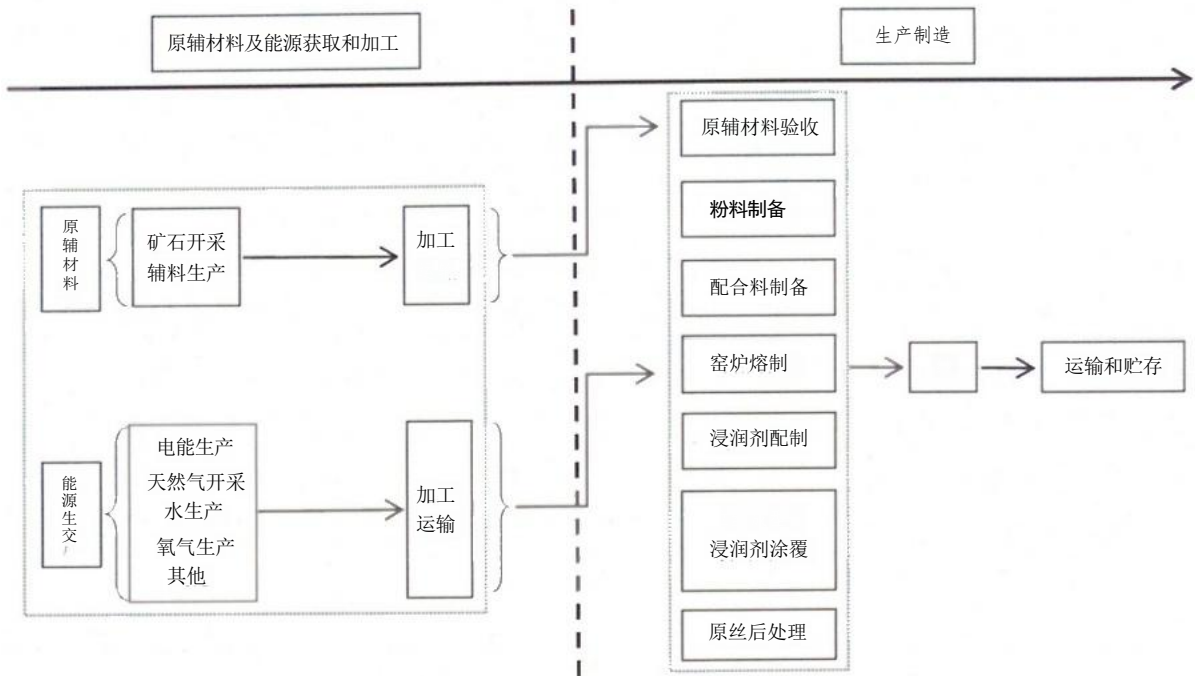 原辅材料及能源获取和加工
生产制造
原辅材料
矿石开采
辅料生产
加工
能源生交
电能生产
天然气开采
水生产
氧气生产
其他
加工
运输
原辅材料验收
粉料制备
配合料制备
窑炉熔制
浸润剂配制
浸润剂涂覆
原丝后处理
运输和贮存